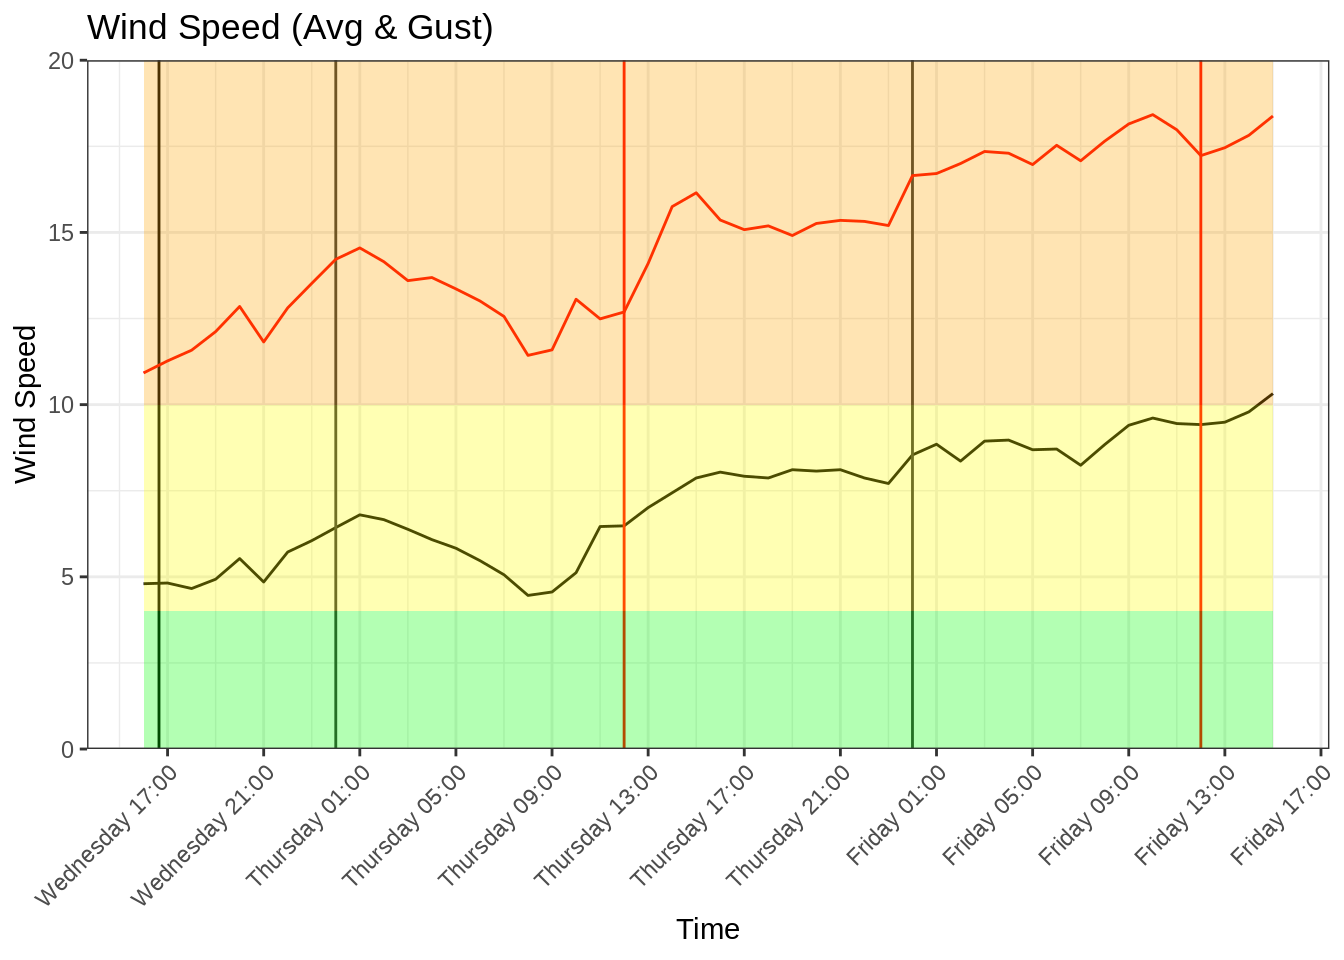 Wind Speed (Avg & Gust)
20
15
10
5
0
Wind Speed
Wednesday 17:00
Wednesday 21:00
Thursday 01:00
Thursday 05:00
Thursday 09:00
Thursday 13:00
Thursday 17:00
Thursday 21:00
Friday 01:00
Friday 05:00
Friday 09:00
Friday 13:00
Friday 17:00
Time